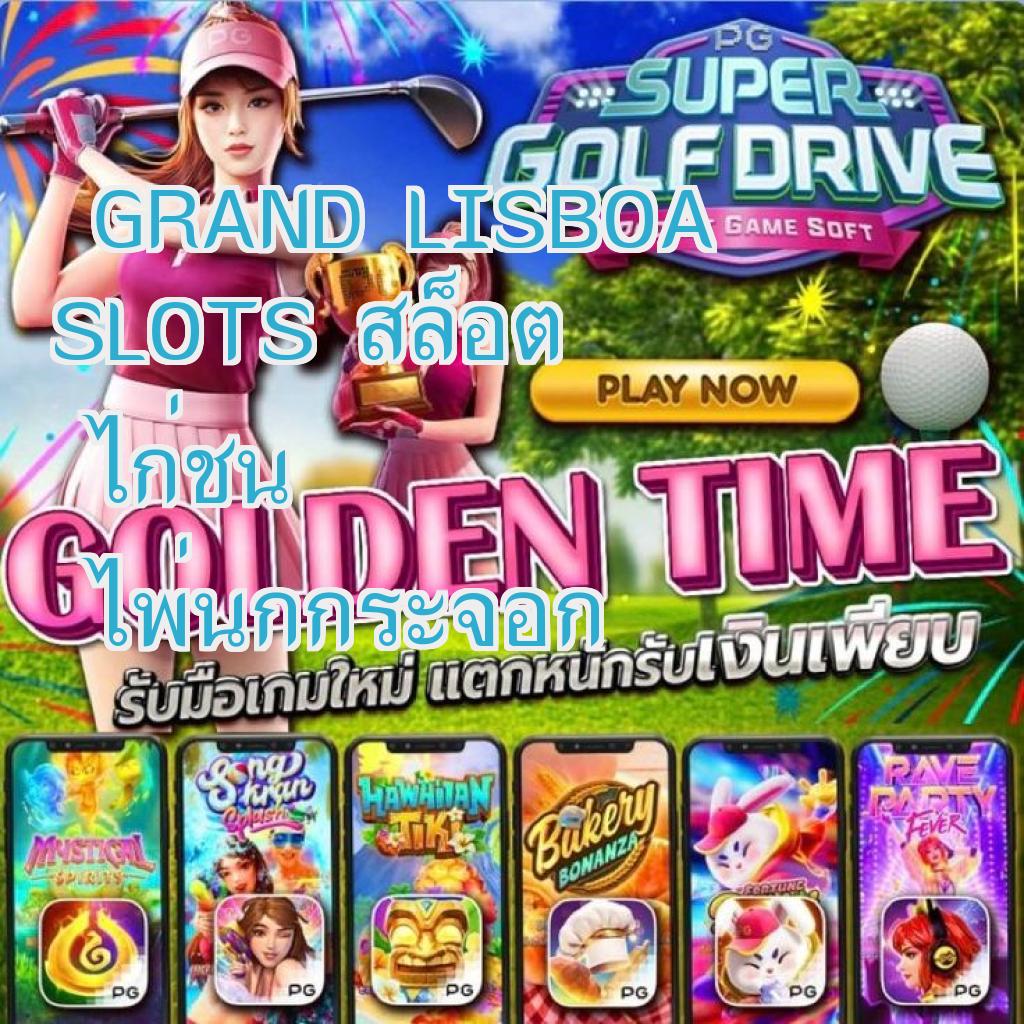 PG
SUPER
GOLF DRIVE
GAME SOFT
GRAND LISBOA
SLOTS สล็อต
ไก่ชน
ไพ่นกกระจอก
PLAY NOW
GOLDEN TIME
รับมือเกมใหม่ แตกหนักรับเงินเพียบ
MYSTICAL
SPIRITS
Songkran
Splash
HAWAIIAN
TIKI
Bakery
BONANZA
FORTUNE
RAVE
PARTY
FEVER
PG
PG
PG
PG
PG
PG